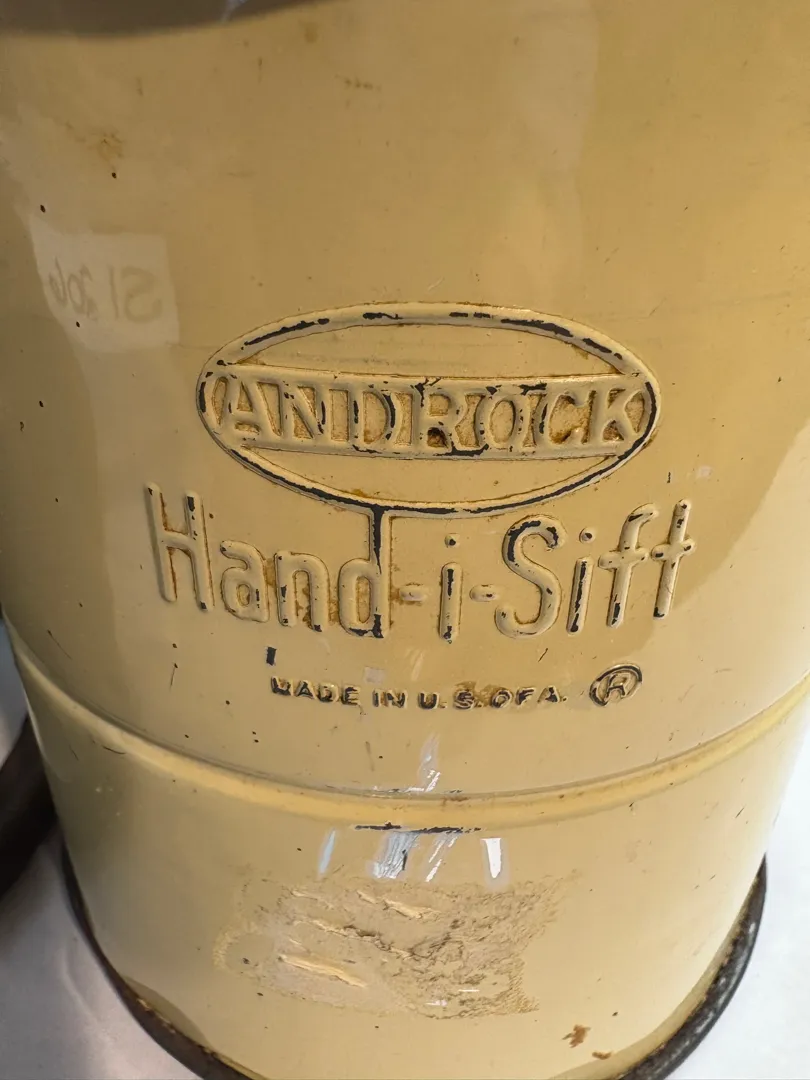 ANDROCK
Hand-i-Sift
MADE IN U.S. OF A. ®